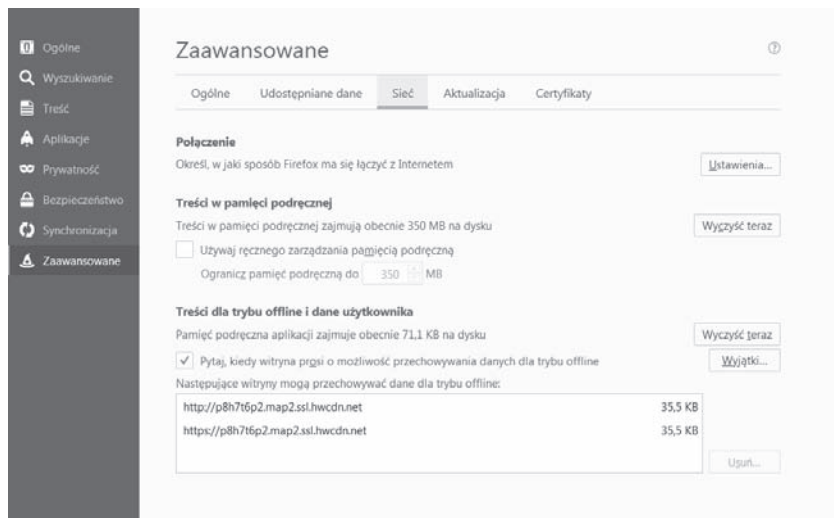 Ogólne
Wyszukiwanie
Treść
Aplikacje
Prywatność
Bezpieczeństwo
Synchronizacja
Zaawansowane
Zaawansowane
Ogólne Udostępniane dane Sieć Aktualizacja Certyfikaty
Połączenie
Określ, w jaki sposób Firefox ma się łączyć z Internetem Ustawienia...
Treści w pamięci podręcznej
Treści w pamięci podręcznej zajmują obecnie 350 MB na dysku Wyczyść teraz
Używaj ręcznego zarządzania pamięcią podręczną
Ogranicz pamięć podręczną do 350 MB
Treści dla trybu offline i dane użytkownika
Pamięć podręczna aplikacji zajmuje obecnie 71,1 KB na dysku Wyczyść teraz
Pytaj, kiedy witryna prosi o możliwość przechowywania danych dla trybu offline Wyjątki...
Następujące witryny mogą przechowywać dane dla trybu offline:
http://p8h7t6p2.map2.ssl.hwcdn.net 35,5 KB
https://p8h7t6p2.map2.ssl.hwcdn.net 35,5 KB
Usuń...